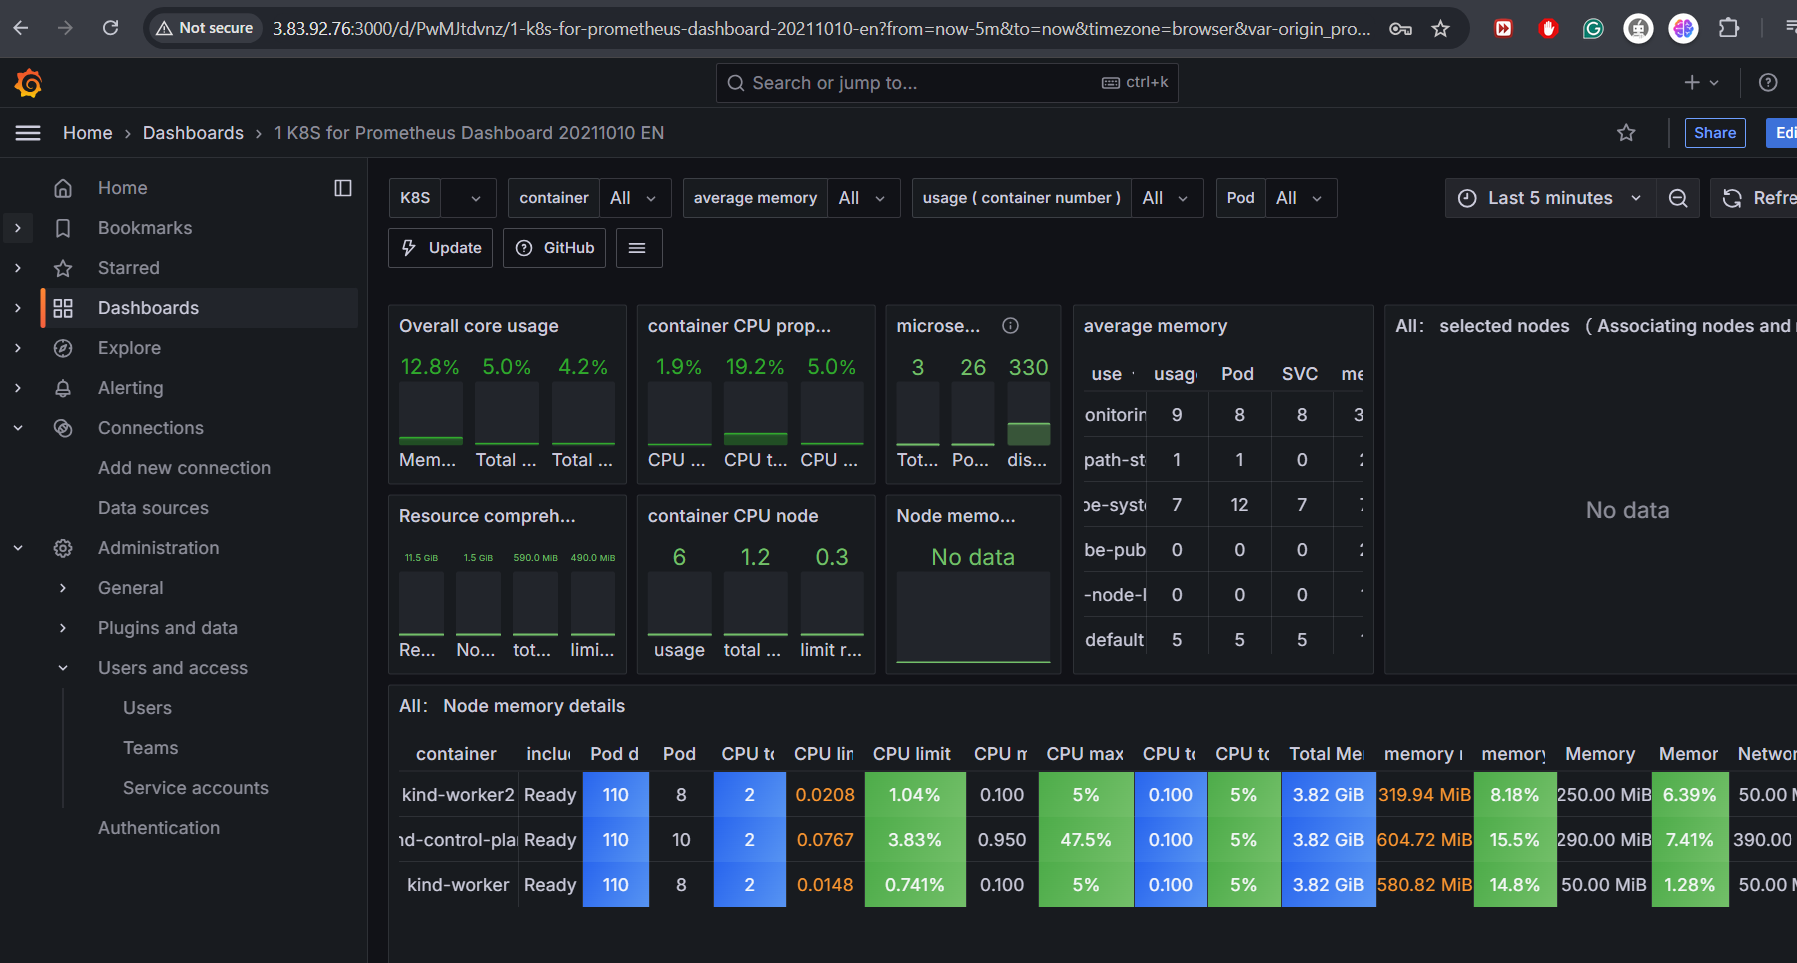 Not secure 3.83.92.76:3000/d/PwMJtdvnz/1-k8s-for-prometheus-dashboard-20211010-en?from=now-5m&to=now&timezone=browser&var-origin_pro...
Search or jump to... ctrl+k
Home › Dashboards › 1 K8S for Prometheus Dashboard 20211010 EN Share Edi
Home
Bookmarks
Starred
Dashboards
Explore
Alerting
Connections
Add new connection
Data sources
Administration
General
Plugins and data
Users and access
Users
Teams
Service accounts
Authentication
K8S container All average memory All usage ( container number ) All Pod All Last 5 minutes Refre
Update GitHub
Overall core usage
12.8% 5.0% 4.2%
Mem... Total ... Total ...
container CPU prop...
1.9% 19.2% 5.0%
CPU ... CPU t... CPU ...
microse...
3 26 330
Tot... Po... dis...
average memory
use usag Pod SVC me
onitorin 9 8 8 3
path-st 1 1 0
be-syst 7 12 7
be-pub 0 0 0
-node-l 0 0 0
default 5 5 5
All: selected nodes ( Associating nodes and
No data
Resource compreh...
11.5 GiB 1.5 GiB 590.0 MiB 490.0 MiB
Re... No... tot... limi...
container CPU node
6 1.2 0.3
usage total ... limit r...
Node memo...
No data
All: Node memory details
container inclu Pod d Pod CPU to CPU lin CPU limit CPU m CPU max CPU to CPU to Total Me memory r memory Memory Memor Networ
kind-worker2 Ready 110 8 2 0.0208 1.04% 0.100 5% 0.100 5% 3.82 GiB 319.94 MiB 8.18% 250.00 MiB 6.39% 50.00 M
nd-control-plan Ready 110 10 2 0.0767 3.83% 0.950 47.5% 0.100 5% 3.82 GiB 604.72 MiB 15.5% 290.00 MiB 7.41% 390.00
kind-worker Ready 110 8 2 0.0148 0.741% 0.100 5% 0.100 5% 3.82 GiB 580.82 MiB 14.8% 50.00 MiB 1.28% 50.00 M